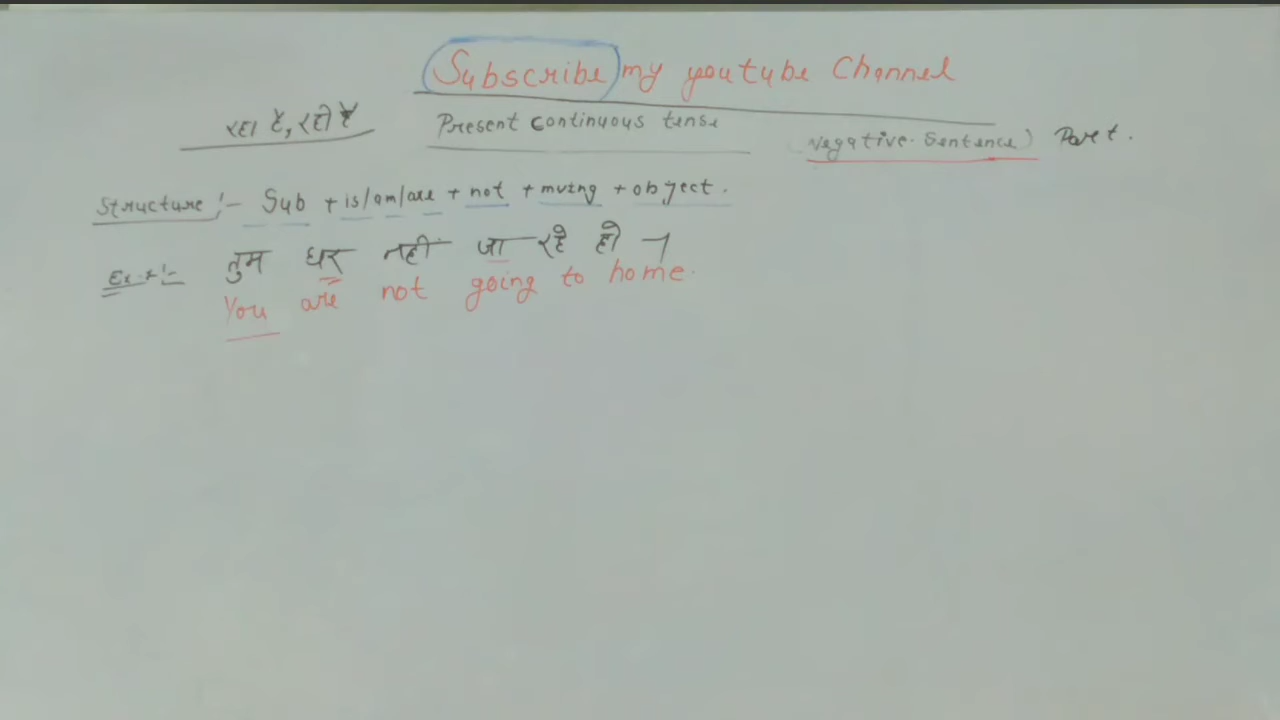 Subscribe my youtube Channel
रहा है, रही है Present continuous tense Negative Sentence) Part.
Structure :- Sub + is/am/are + not + mving + object.
Ex :- तुम घर नही जा रहे हो ।
You are not going to home.